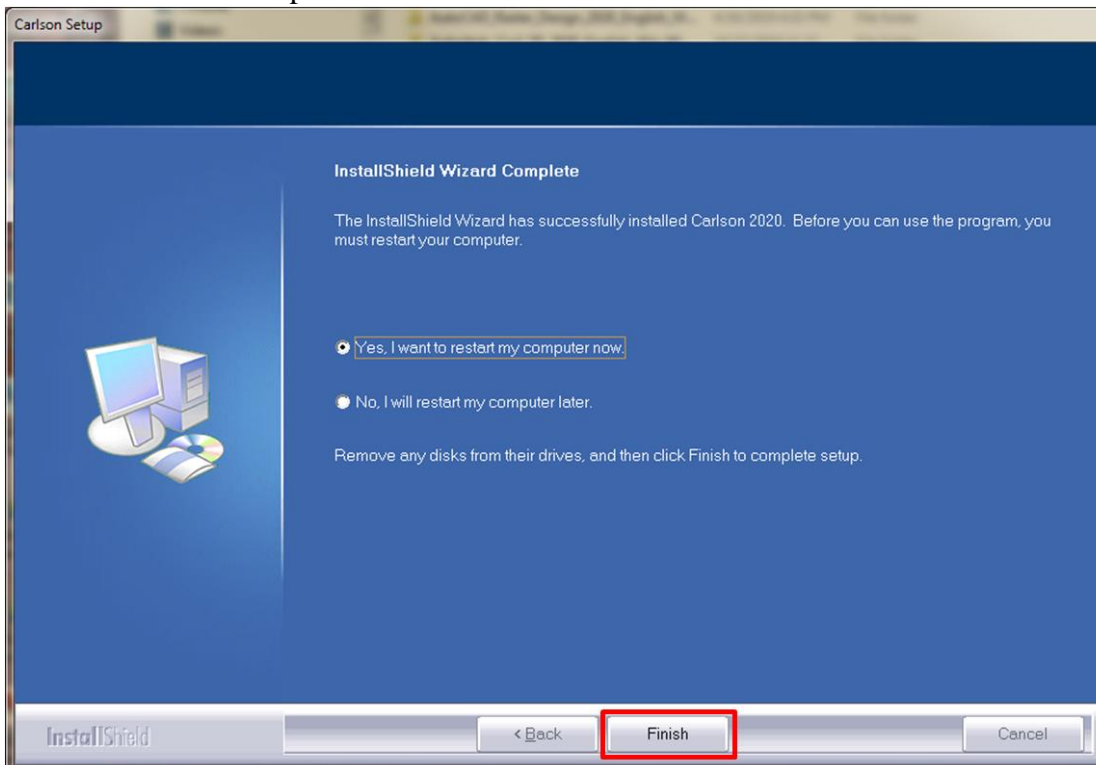 Carlson Setup
InstallShield Wizard Complete
The InstallShield Wizard has successfully installed Carlson 2020. Before you can use the program, you
must restart your computer.
Yes, I want to restart my computer now.
No, I will restart my computer later.
Remove any disks from their drives, and then click Finish to complete setup.
InstallShield
< Back
Finish
Cancel